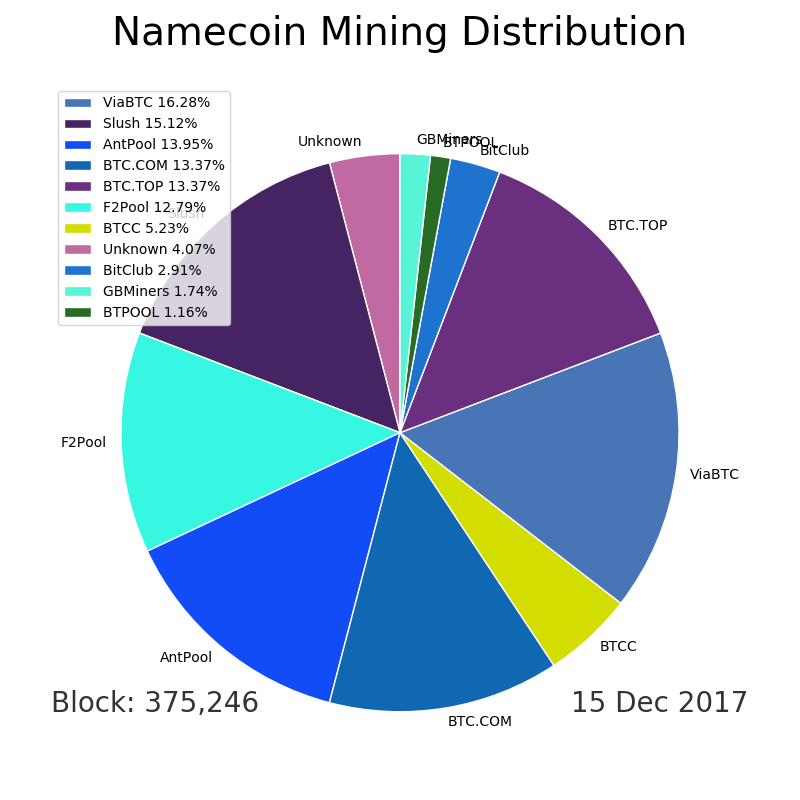 Namecoin Mining Distribution
ViaBTC 16.28%
Slush 15.12%
AntPool 13.95%
BTC.COM 13.37%
BTC.TOP 13.37%
F2Pool 12.79%
BTCC 5.23%
Unknown 4.07%
BitClub 2.91%
GBMiners 1.74%
BTPOOL 1.16%
Unknown
GBMiners
BTPOOL
BitClub
Slush
BTC.TOP
F2Pool
ViaBTC
AntPool
BTCC
BTC.COM
Block: 375,246
15 Dec 2017